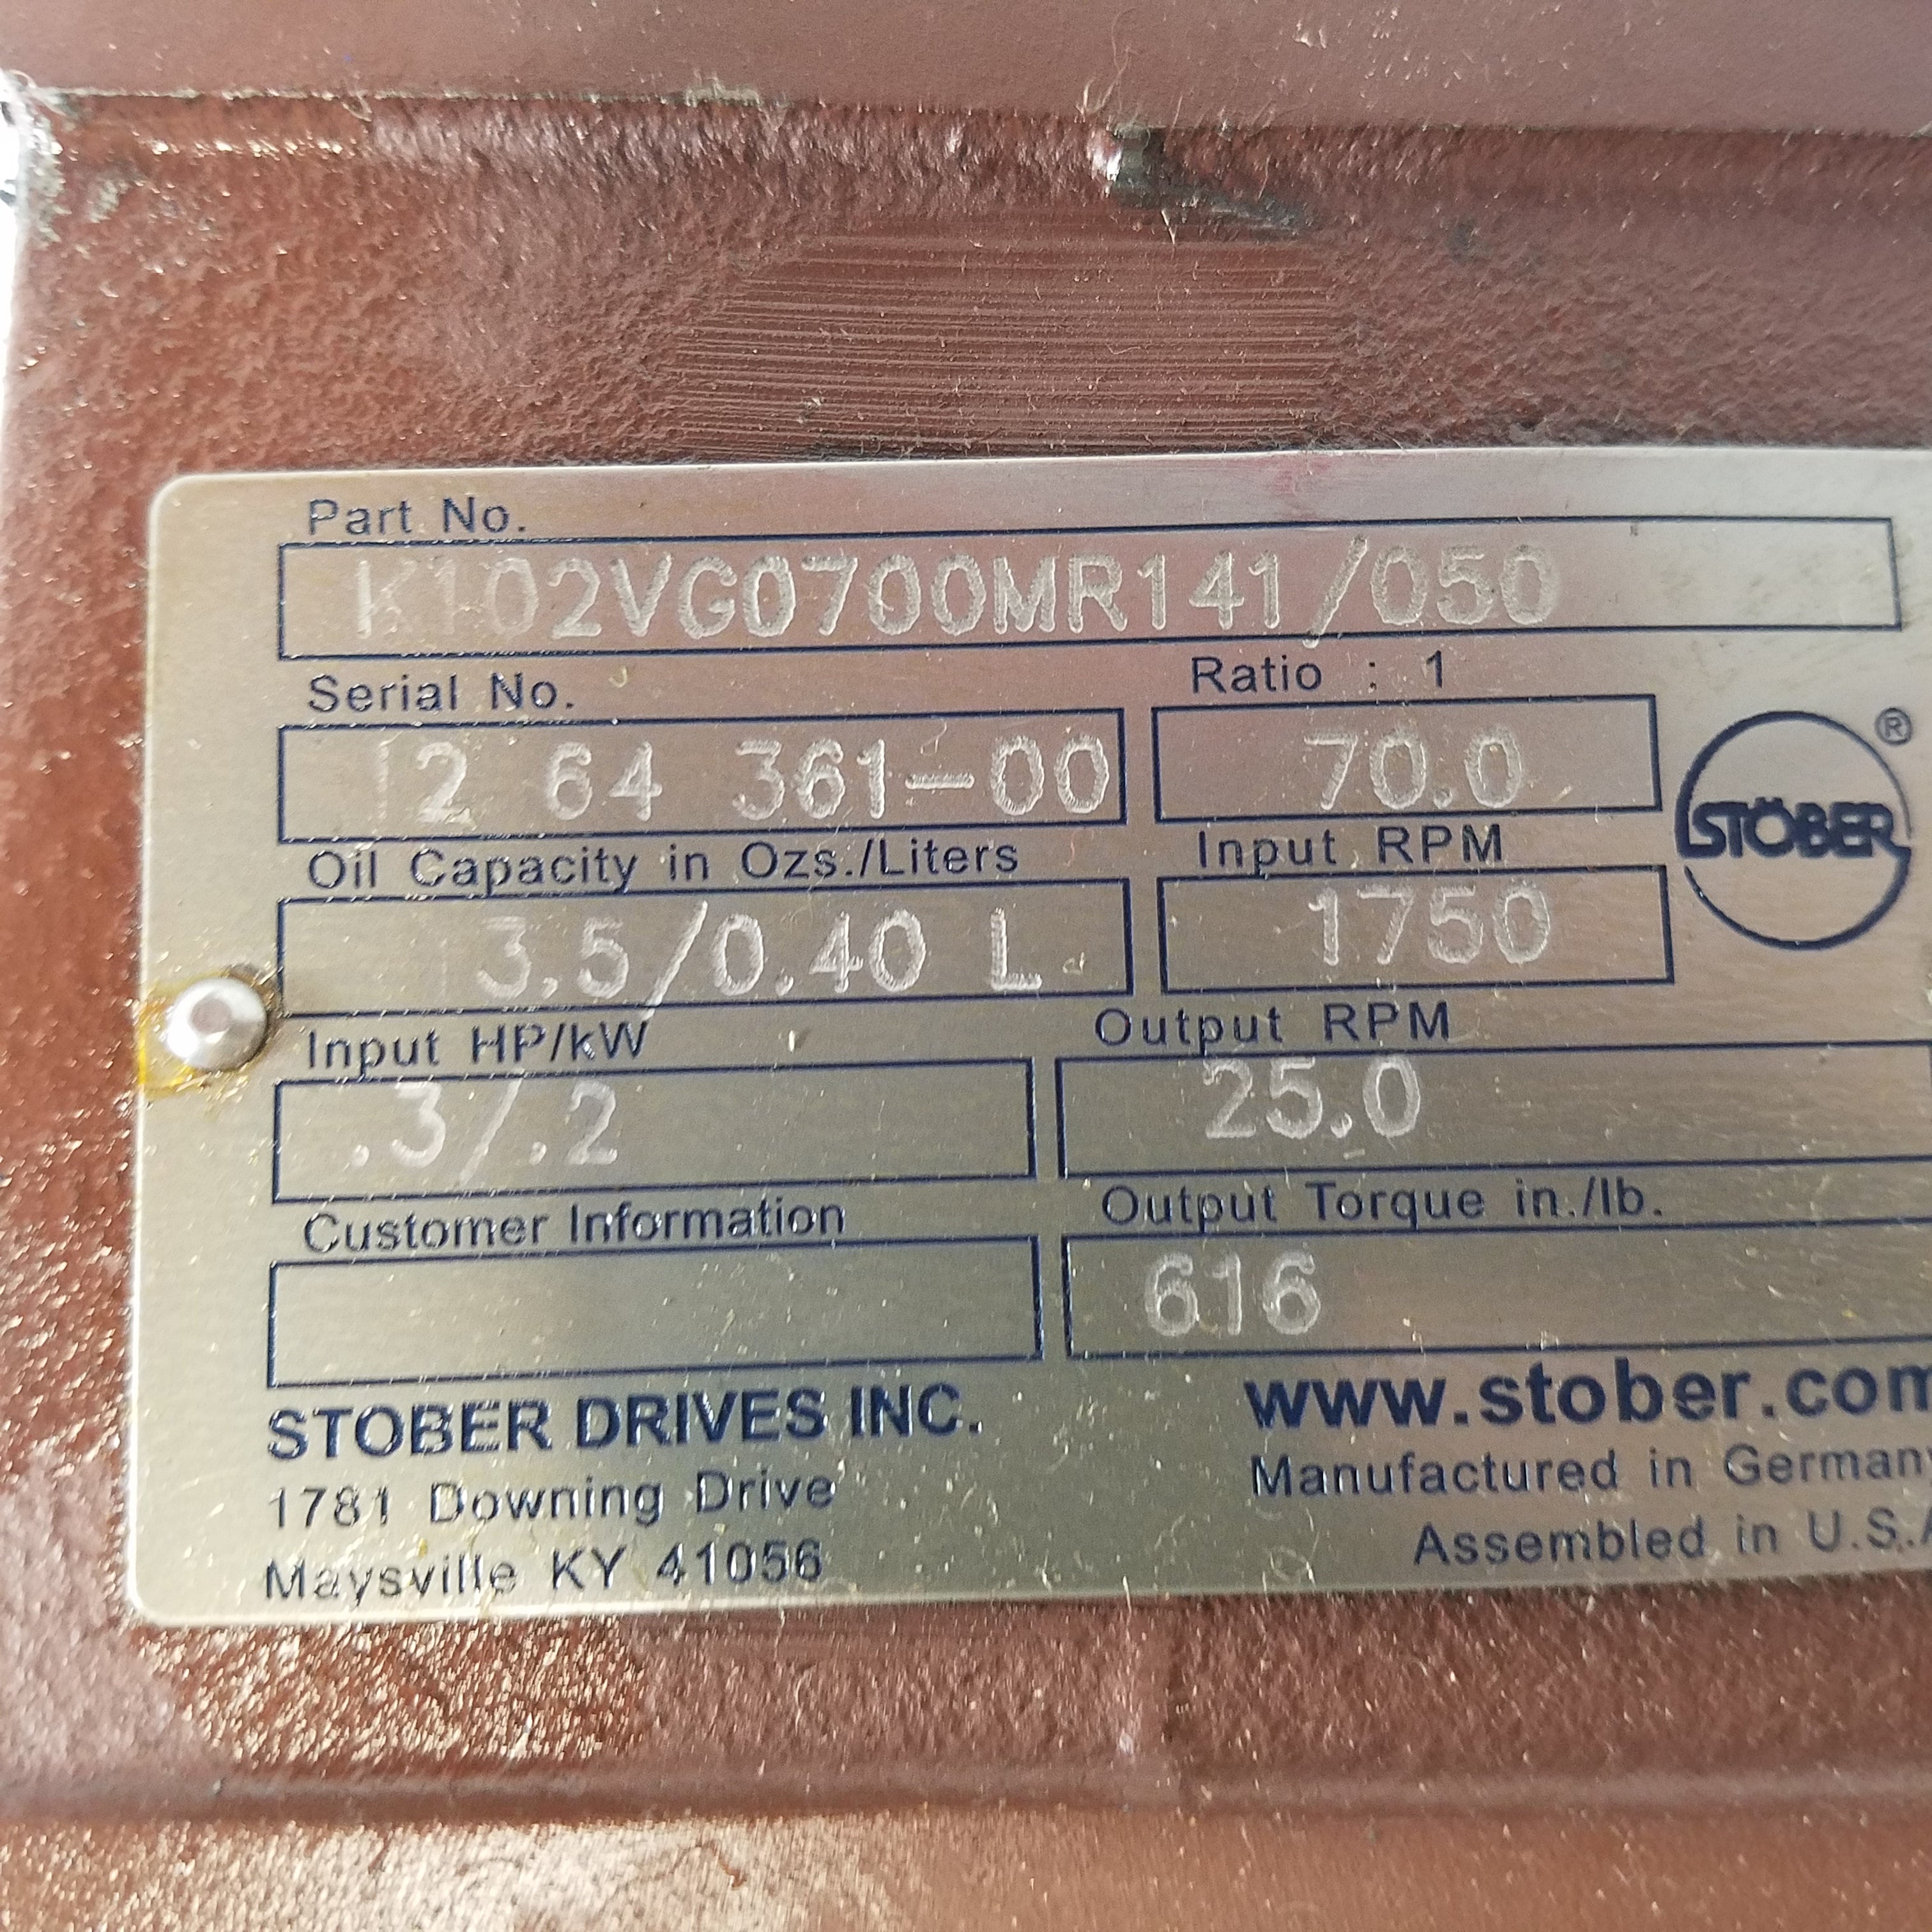 Part No.
K102VG0700MR141/050
Serial No.
Ratio : 1
12 64 361-00
70.0
STÖBER®
Oil Capacity in Ozs./Liters
Input RPM
13.5/0.40 L
1750
Input HP/kW
Output RPM
.3/.2
25.0
Customer Information
Output Torque in./lb.
616
STOBER DRIVES INC.
1781 Downing Drive
Maysville KY 41056
www.stober.com
Manufactured in Germany
Assembled in U.S.A